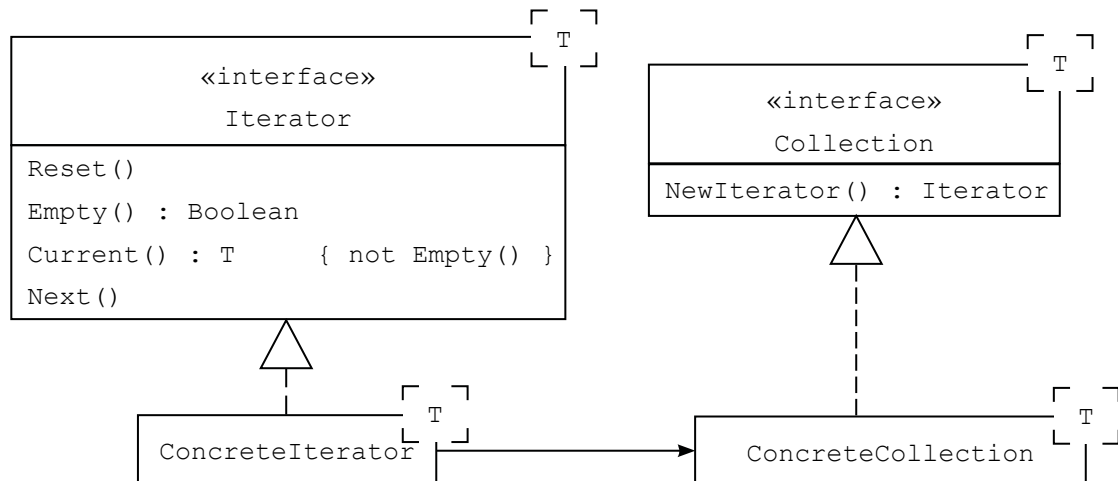 T
«interface»
Iterator
Reset()
Empty() : Boolean
Current() : T { not Empty() }
Next()
T
«interface»
Collection
NewIterator() : Iterator
T
ConcreteIterator
T
ConcreteCollection